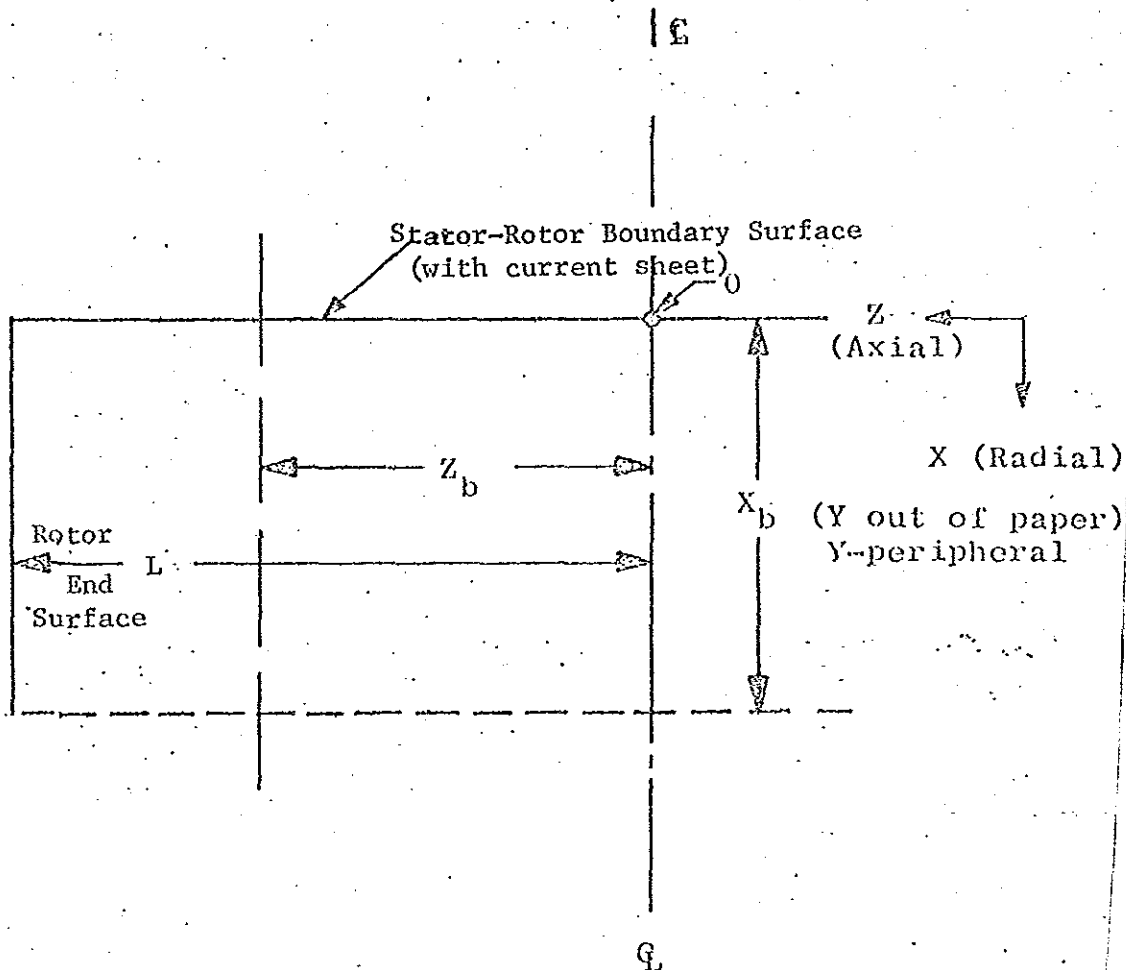 ℄
Stator-Rotor Boundary Surface
(with current sheet)
0
Z
(Axial)
X (Radial)
Z_b
X_b
(Y out of paper)
Y-peripheral
Rotor
End
Surface
L
℄